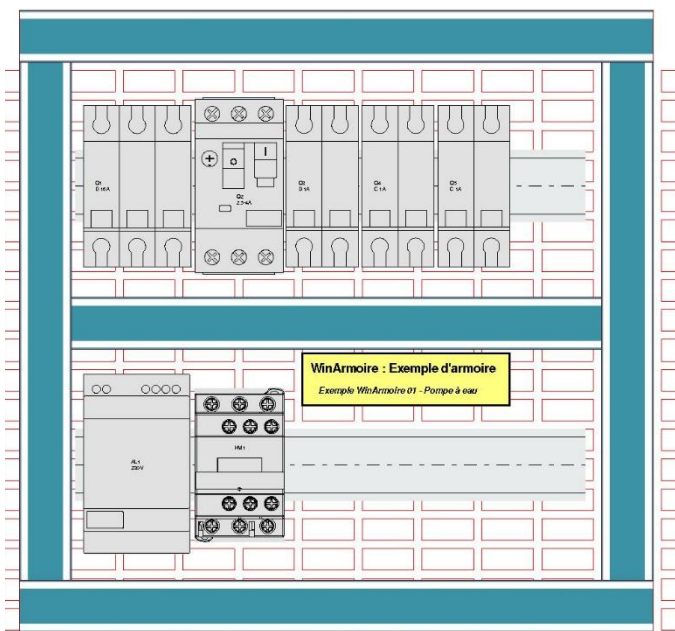 Q1
D 16A
Q2
2.5-4A
Q3
D 1A
Q4
C 1A
Q5
C 1A
WinArmoire : Exemple d'armoire
Exemple WinArmoire 01 - Pompe à eau
AL1
230V
KM1